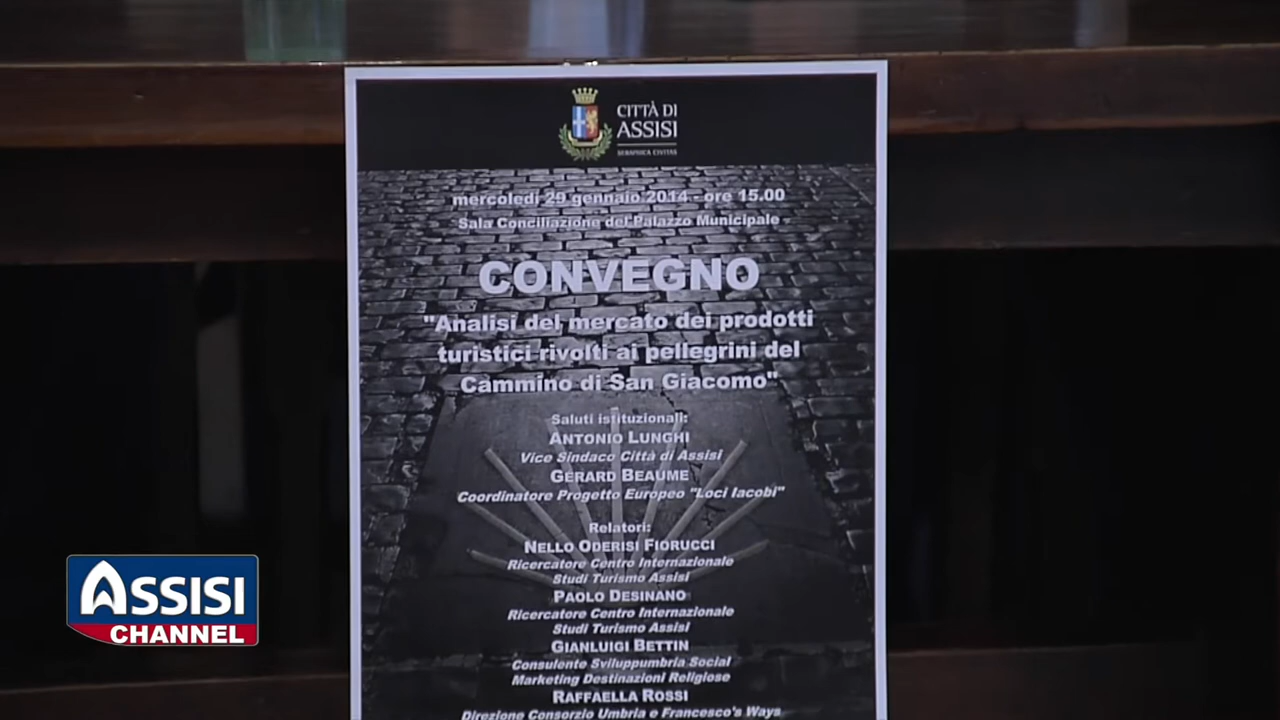 CITTÀ DI
ASSISI
SERAPHICA CIVITAS
mercoledì 29 gennaio 2014 - ore 15.00
Sala Conciliazione del Palazzo Municipale
CONVEGNO
"Analisi del mercato dei prodotti
turistici rivolti ai pellegrini del
Cammino di San Giacomo"
Saluti istituzionali:
ANTONIO LUNGHI
Vice Sindaco Città di Assisi
GERARD BEAUME
Coordinatore Progetto Europeo "Loci Iacobi"
Relatori:
NELLO ODERISI FIORUCCI
Ricercatore Centro Internazionale
Studi Turismo Assisi
PAOLO DESINANO
Ricercatore Centro Internazionale
Studi Turismo Assisi
GIANLUIGI BETTIN
Consulente Sviluppumbria Social
Marketing Destinazioni Religiose
RAFFAELLA ROSSI
Direzione Consorzio Umbria e Francesco's Ways
ASSISI
CHANNEL